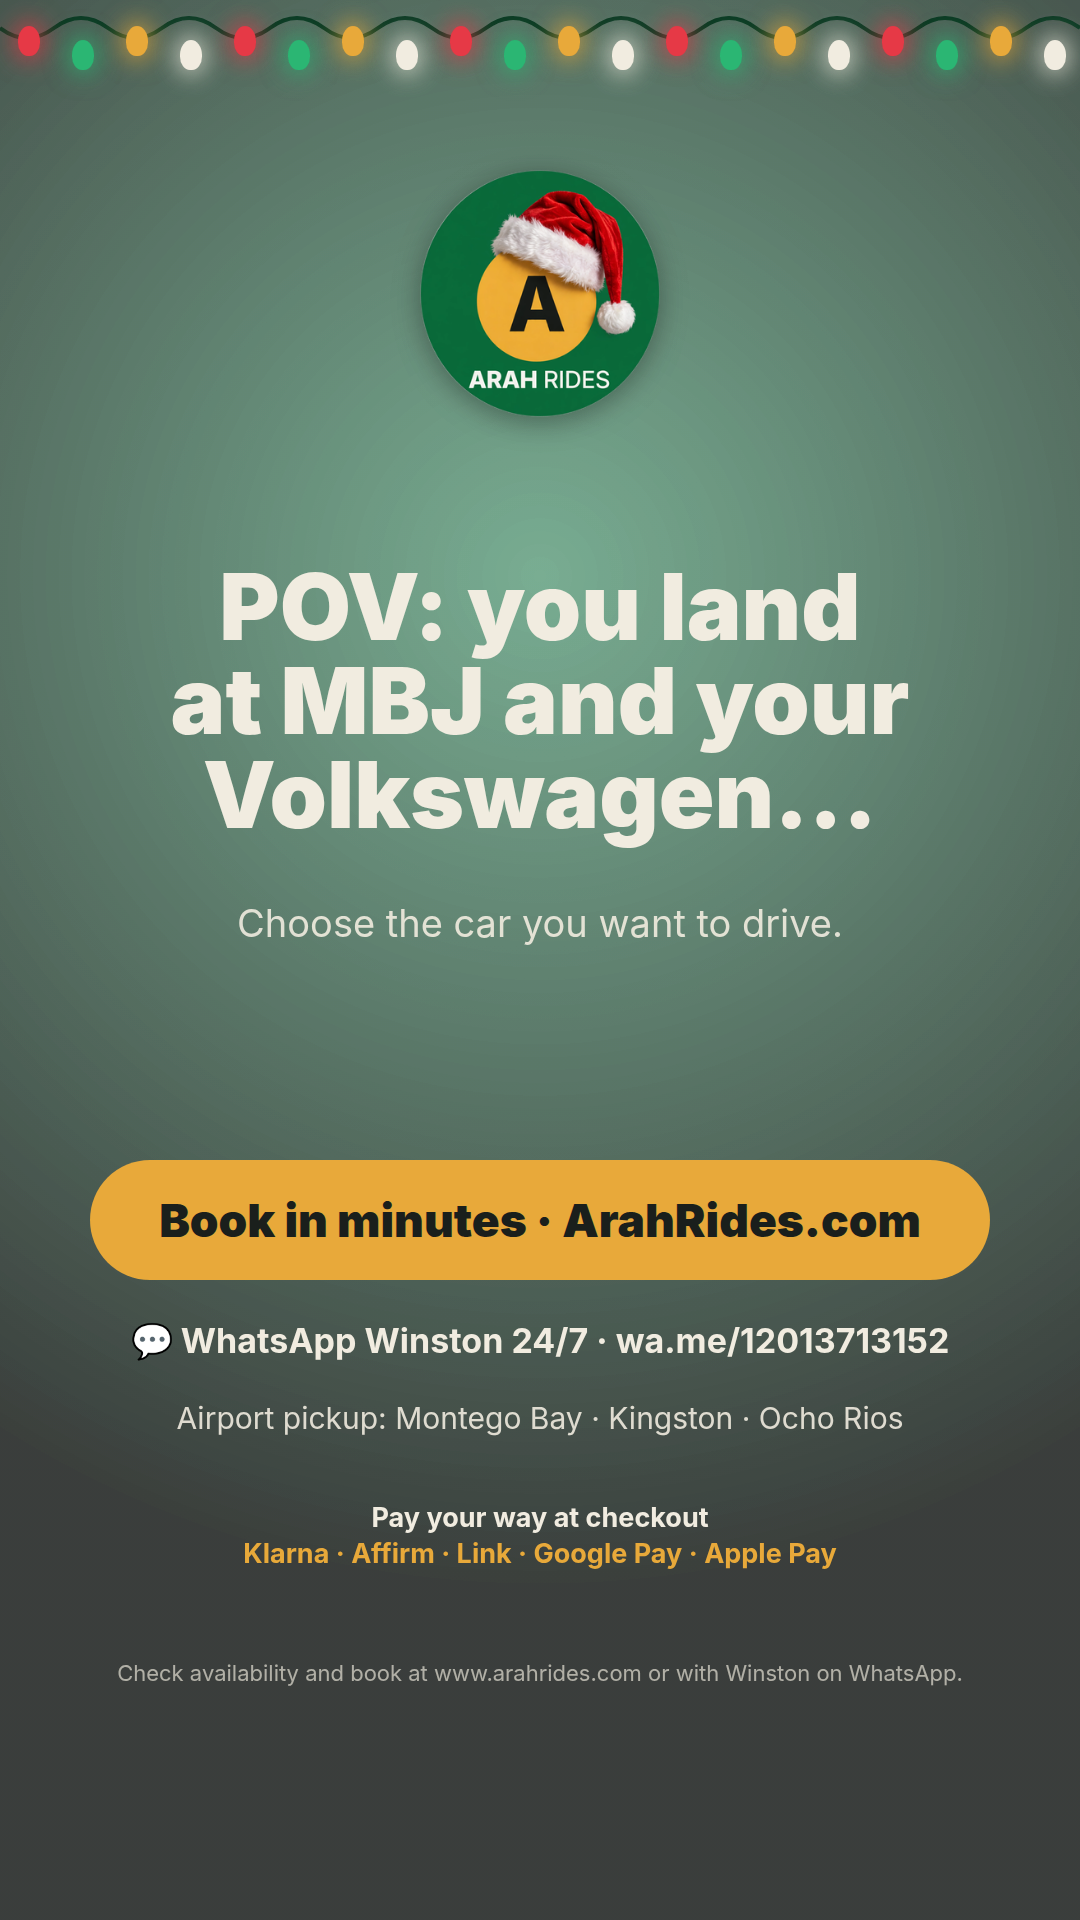 A
ARAH RIDES
POV: you land
at MBJ and your
Volkswagen...
Choose the car you want to drive.
Book in minutes · ArahRides.com
💬 WhatsApp Winston 24/7 · wa.me/12013713152
Airport pickup: Montego Bay · Kingston · Ocho Rios
Pay your way at checkout
Klarna · Affirm · Link · Google Pay · Apple Pay
Check availability and book at www.arahrides.com or with Winston on WhatsApp.